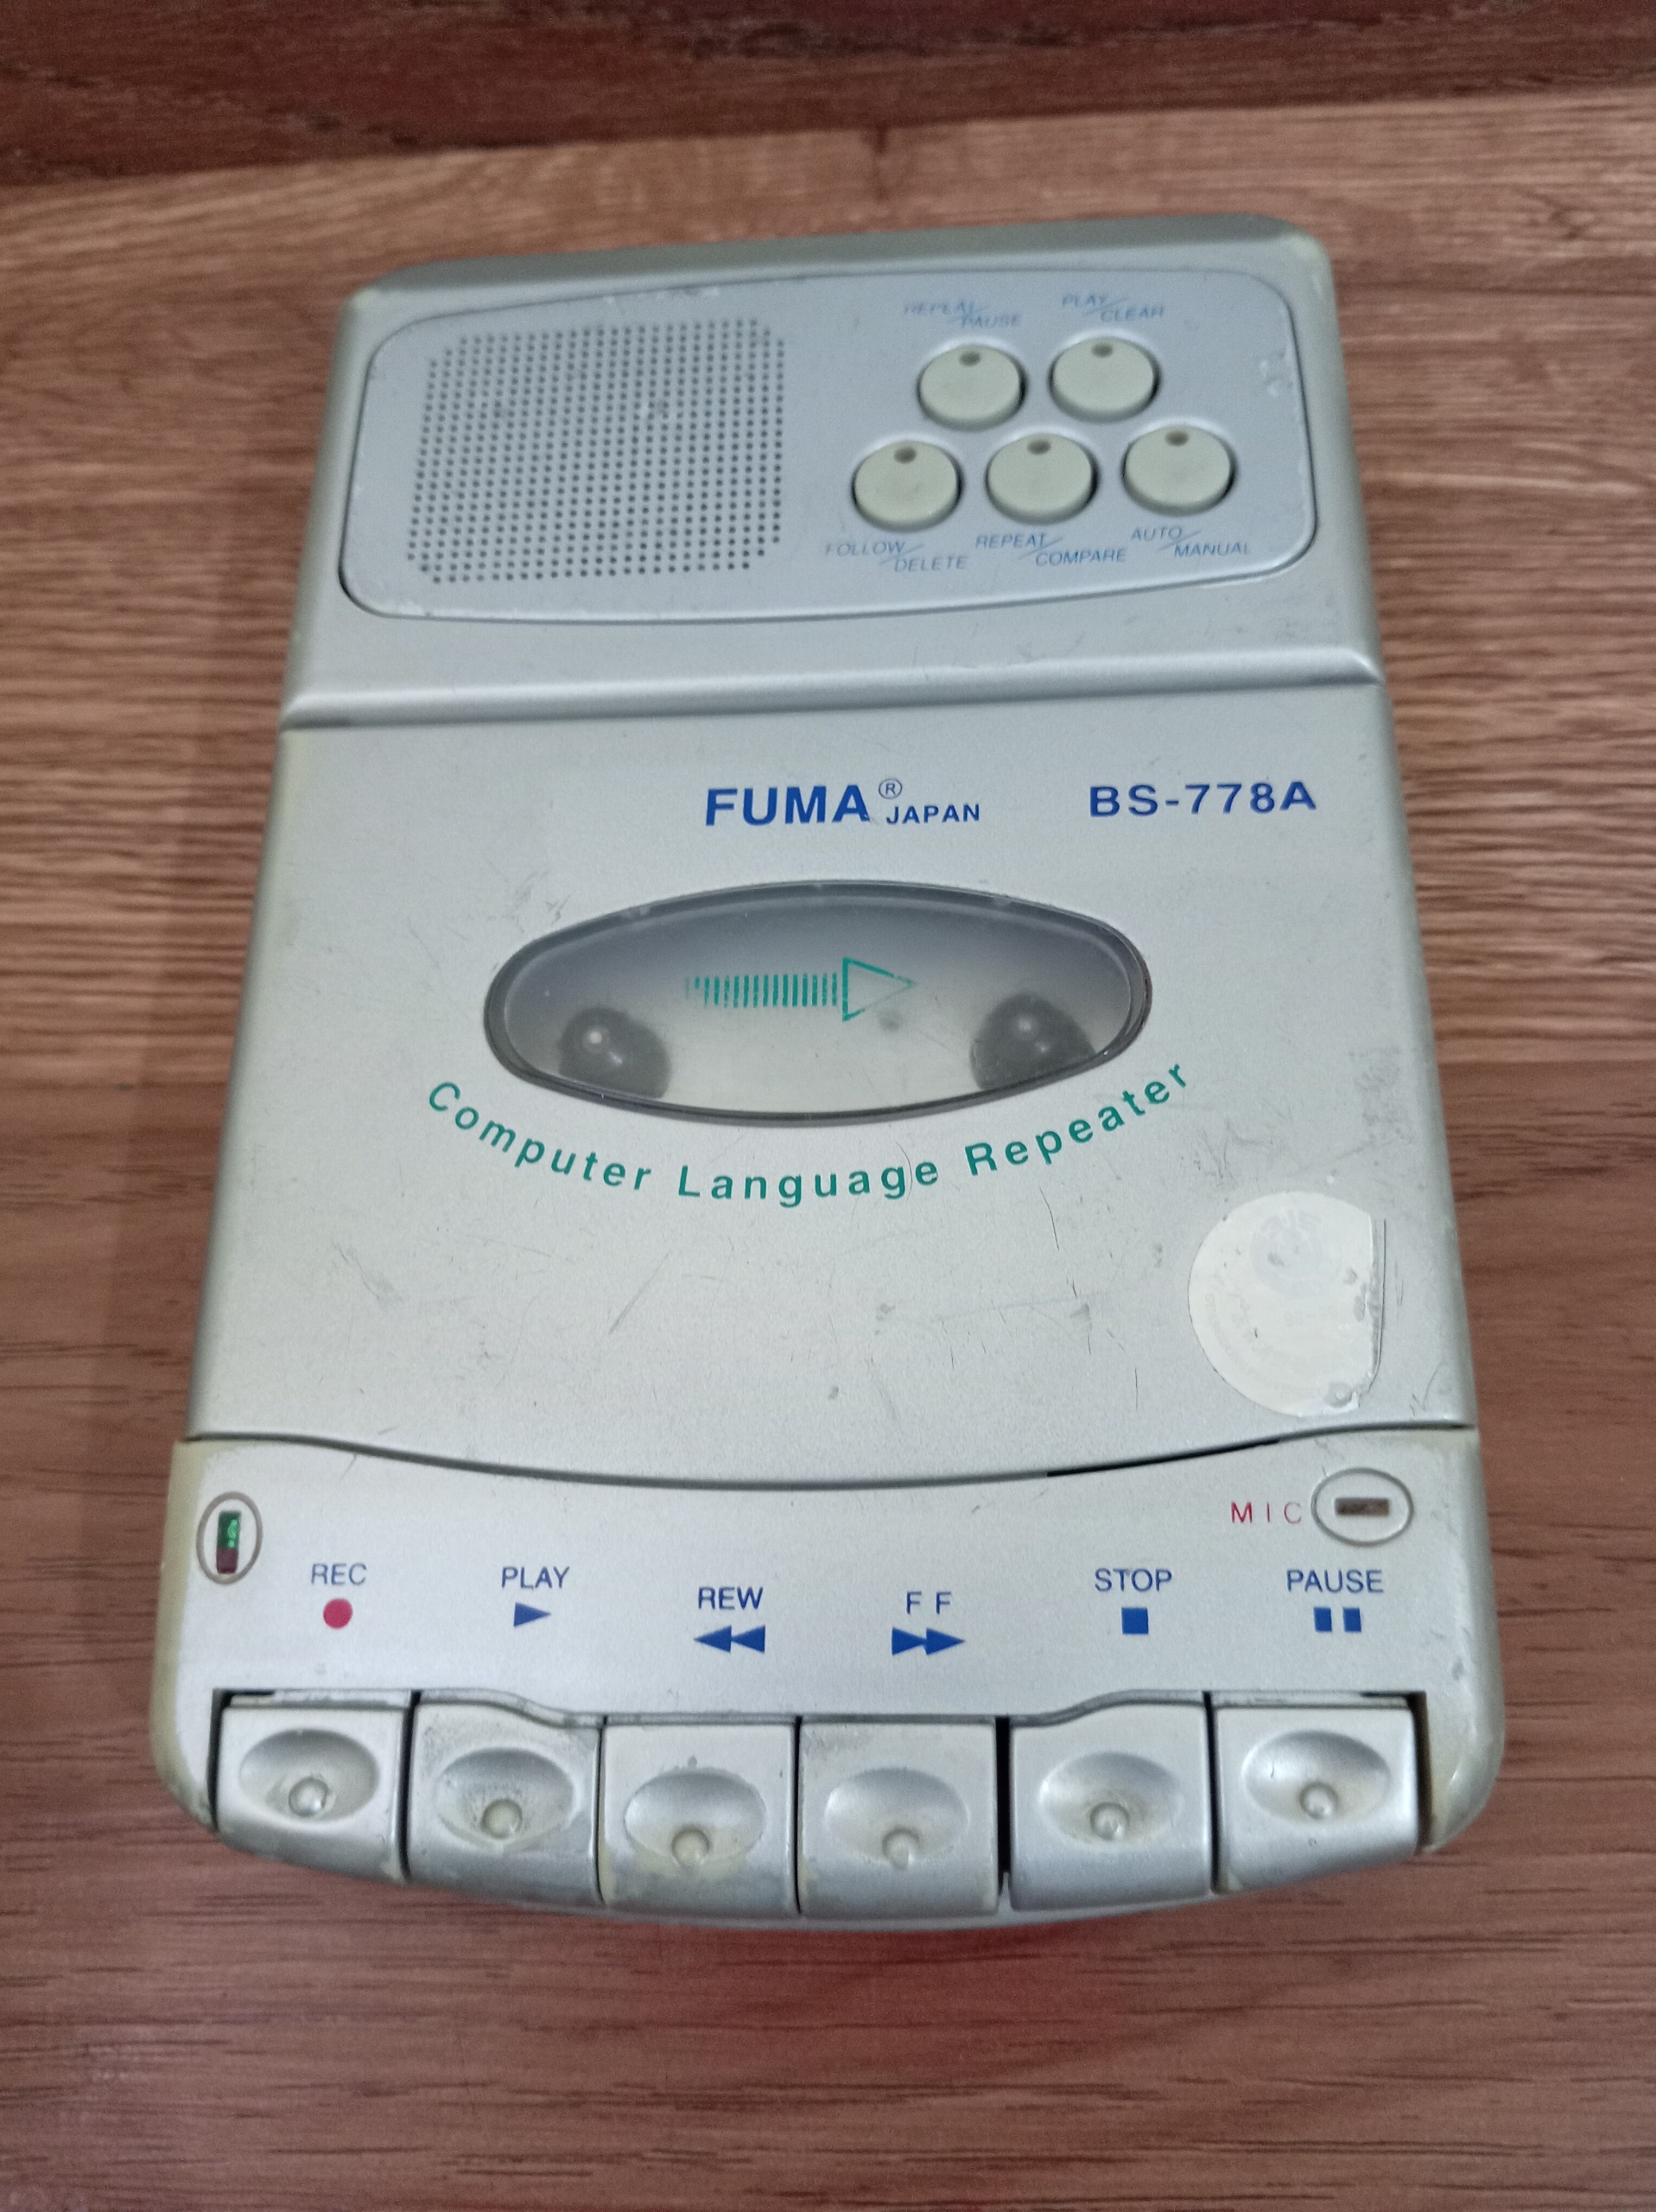 REPEAT/PAUSE
PLAY/CLEAR
FOLLOW/DELETE
REPEAT/COMPARE
AUTO/MANUAL
FUMA® JAPAN
BS-778A
Computer Language Repeater
MIC
REC
PLAY
REW
FF
STOP
PAUSE